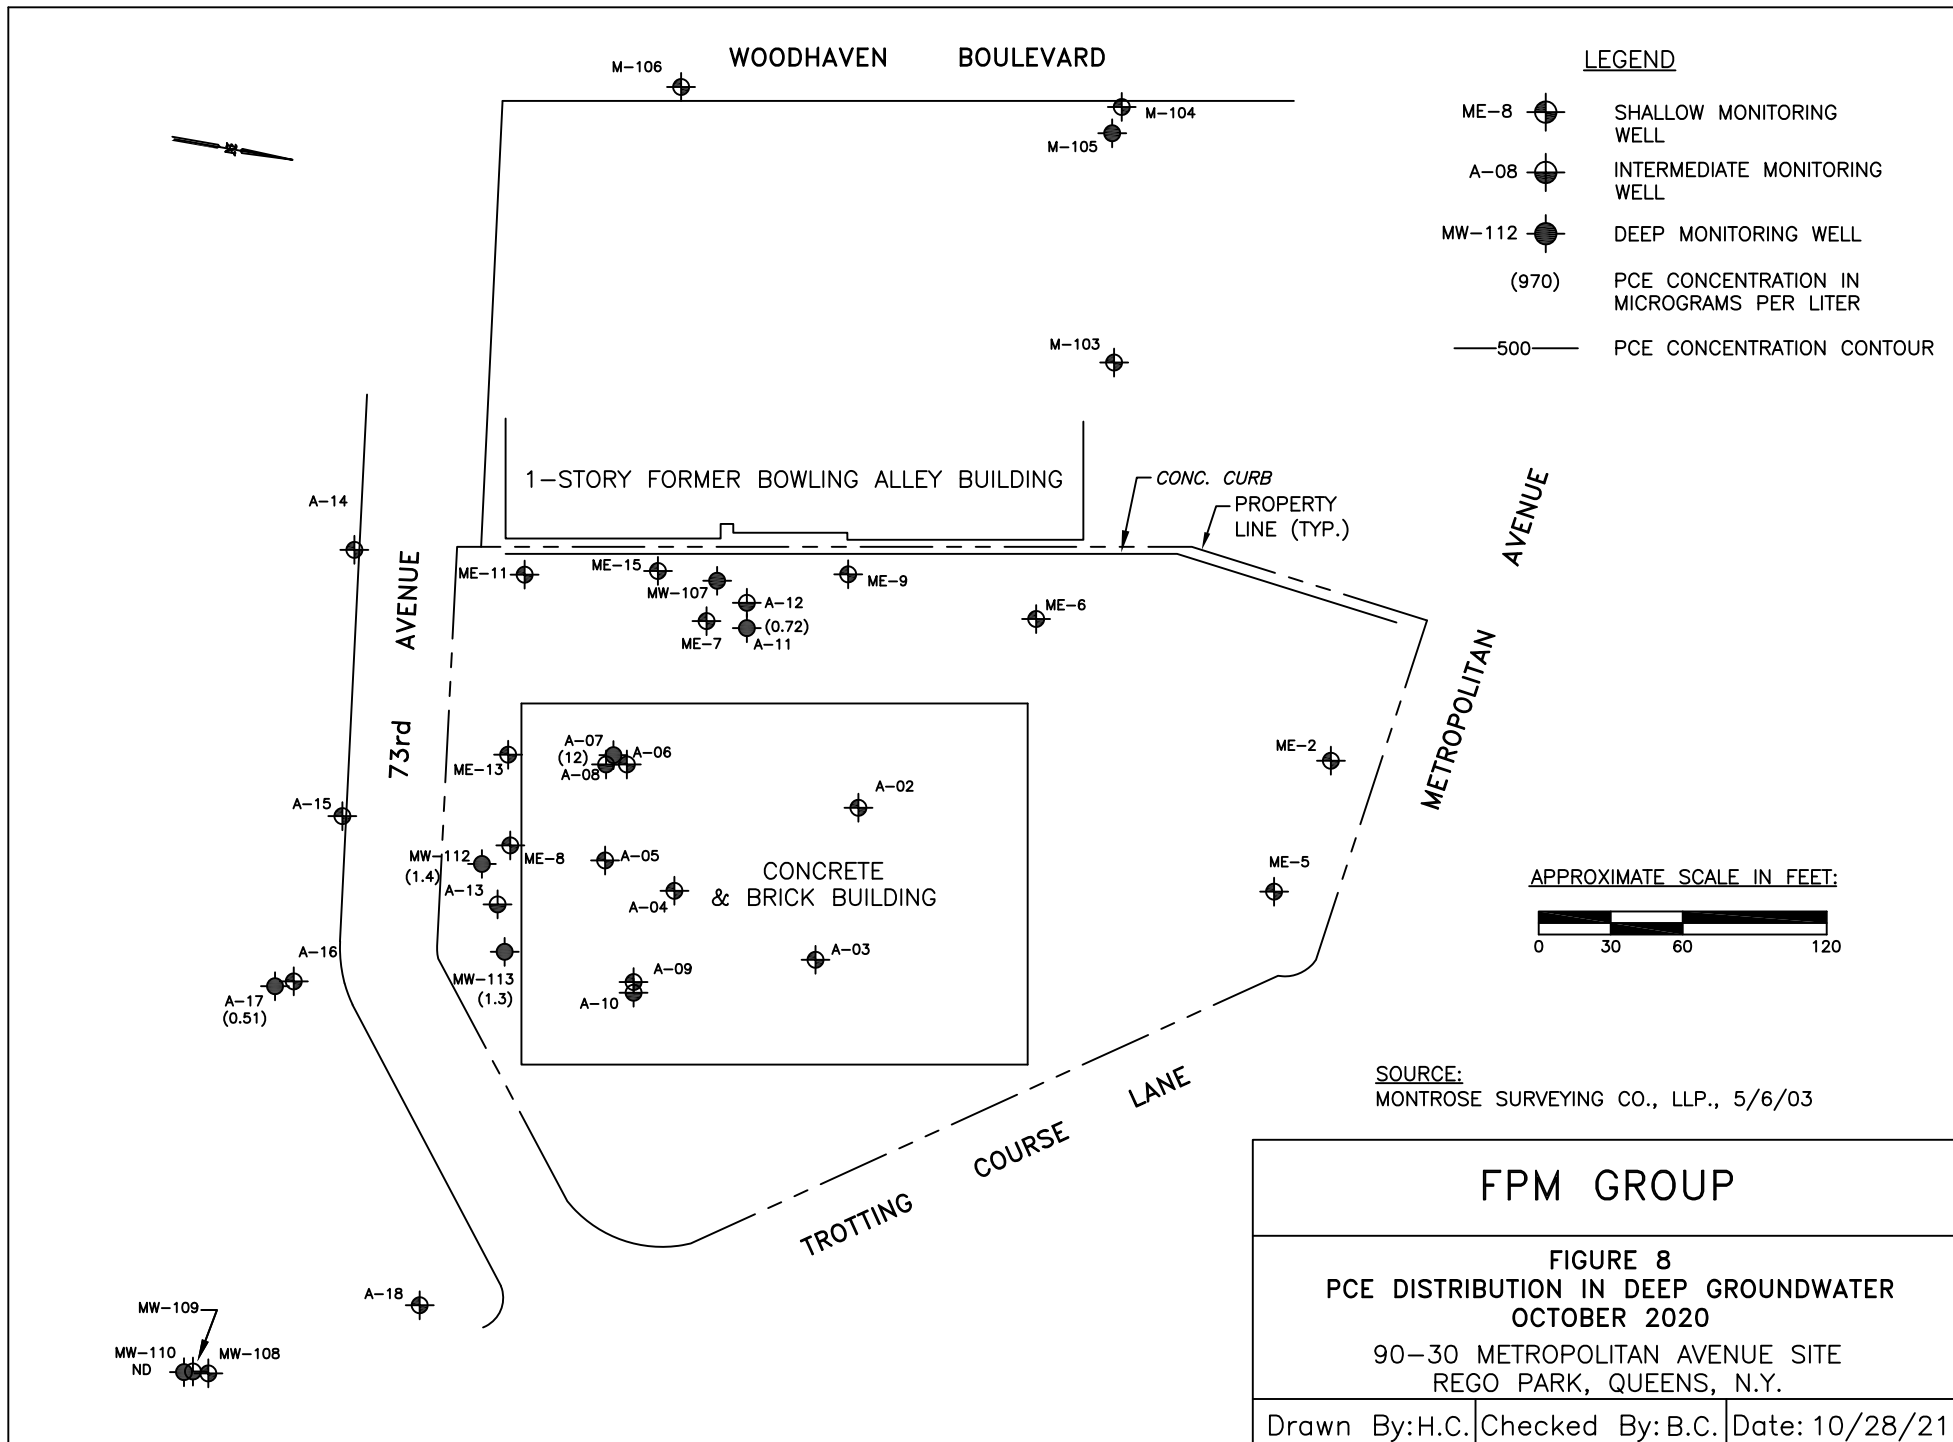 WOODHAVEN BOULEVARD
M-106
M-104
M-105
M-103
LEGEND
ME-8 SHALLOW MONITORING
WELL
A-08 INTERMEDIATE MONITORING
WELL
MW-112 DEEP MONITORING WELL
(970) PCE CONCENTRATION IN
MICROGRAMS PER LITER
500 PCE CONCENTRATION CONTOUR
1-STORY FORMER BOWLING ALLEY BUILDING
CONC. CURB
PROPERTY
LINE (TYP.)
A-14
73rd AVENUE
METROPOLITAN AVENUE
ME-11
ME-15
MW-107
ME-9
A-12
(0.72)
A-11
ME-7
ME-6
A-07
(12)
A-08
A-06
ME-13
A-02
ME-2
A-15
MW-112
(1.4)
ME-8
A-05
A-13
A-04
CONCRETE
& BRICK BUILDING
ME-5
A-03
A-16
A-17
(0.51)
MW-113
(1.3)
A-09
A-10
APPROXIMATE SCALE IN FEET:
0 30 60 120
TROTTING COURSE LANE
SOURCE:
MONTROSE SURVEYING CO., LLP., 5/6/03
A-18
MW-109
MW-110
ND
MW-108
FPM GROUP
FIGURE 8
PCE DISTRIBUTION IN DEEP GROUNDWATER
OCTOBER 2020
90-30 METROPOLITAN AVENUE SITE
REGO PARK, QUEENS, N.Y.
Drawn By: H.C. Checked By: B.C. Date: 10/28/21